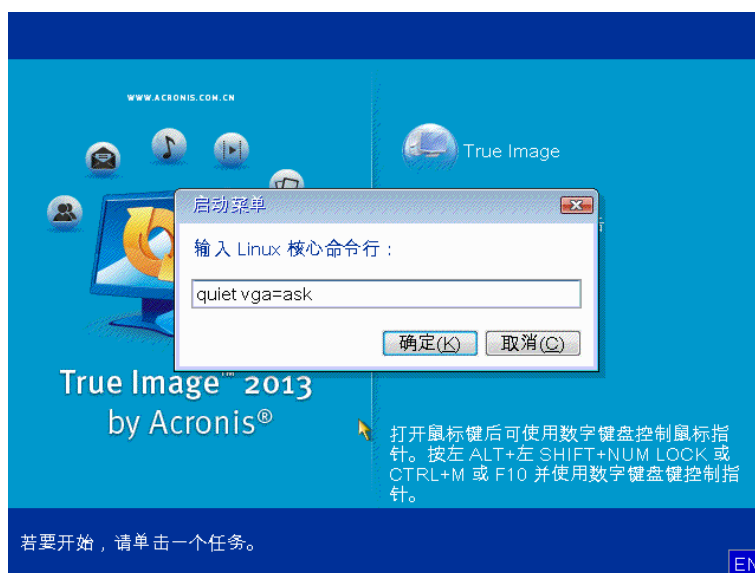 WWW.ACRONIS.COM.CN
True Image
启动菜单
输入 Linux 核心命令行：
quiet vga=ask
确定(K)
取消(C)
True Image™ 2013
by Acronis®
打开鼠标键后可使用数字键盘控制鼠标指
针。按左 ALT+左 SHIFT+NUM LOCK 或
CTRL+M 或 F10 并使用数字键盘键控制指
针。
若要开始，请单击一个任务。
EN